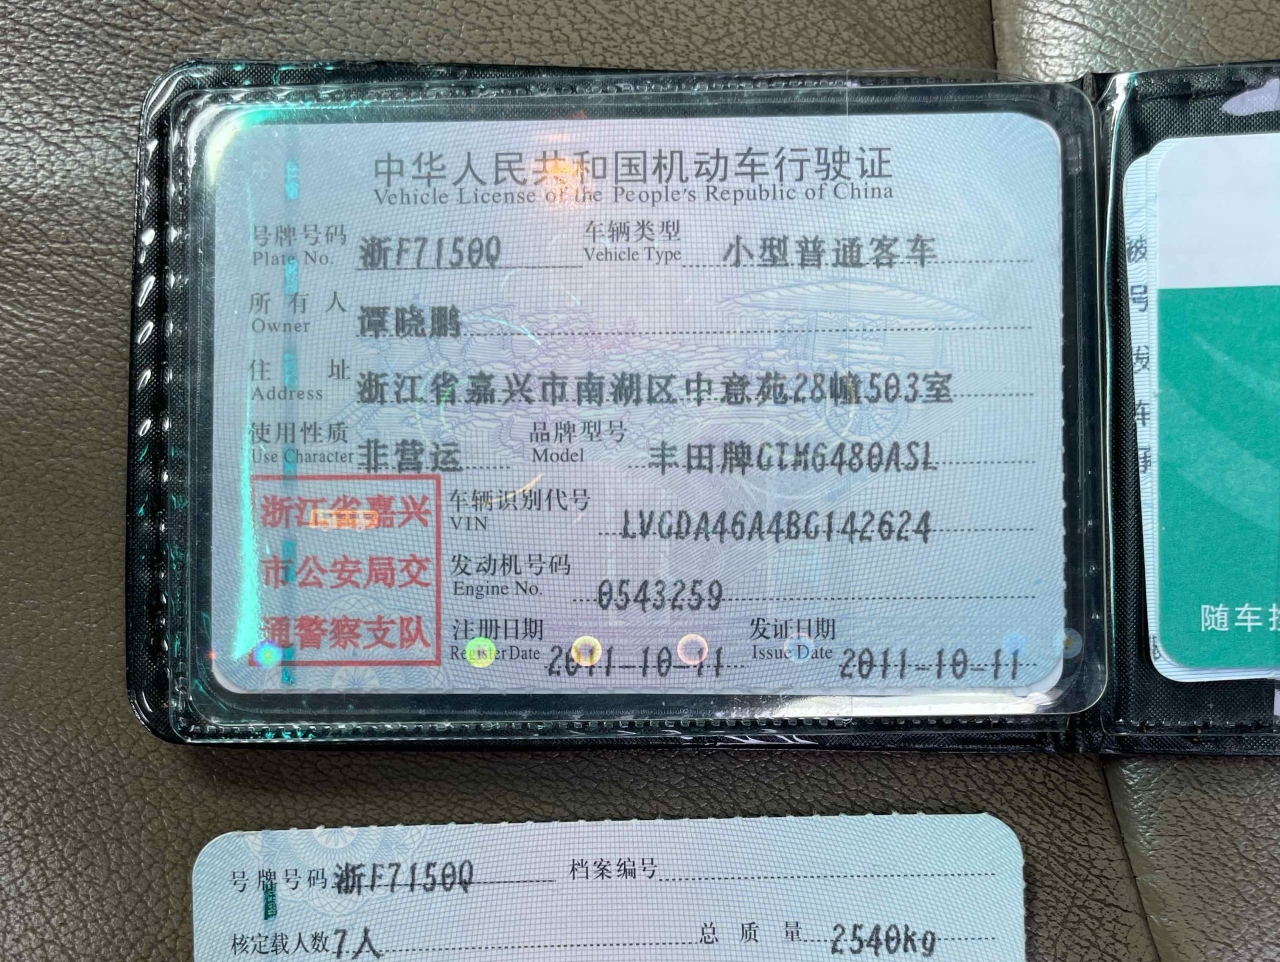 中华人民共和国机动车行驶证
Vehicle License of the People's Republic of China
号牌号码 浙F7150Q 车辆类型 小型普通客车
Plate No. Vehicle Type
所有人 谭晓鹏
Owner
住址 浙江省嘉兴市南湖区中意苑28幢503室
Address
使用性质 非营运 品牌型号 丰田牌GTM6480ASL
Use Character Model
浙江省嘉兴
市公安局交
通警察支队
车辆识别代号 LVGDA46A4BG142624
VIN
发动机号码 0543259
Engine No.
注册日期 2011-10-11 发证日期 2011-10-11
Register Date Issue Date
号牌号码 浙F7150Q 档案编号
核定载人数 7人 总质量 2540kg
被
号
发
车
随车